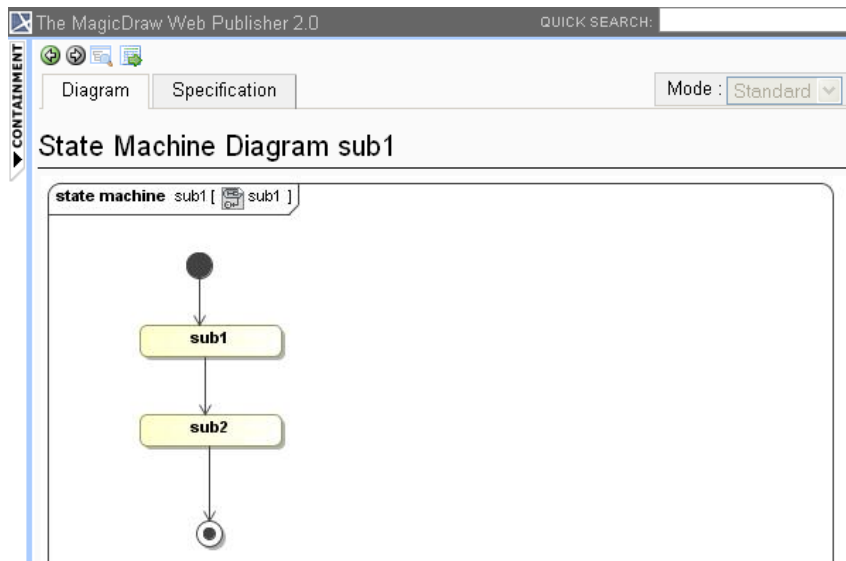 The MagicDraw Web Publisher 2.0 QUICK SEARCH:
CONTAINMENT
Diagram Specification Mode : Standard
State Machine Diagram sub1
state machine sub1 [ sub1 ]
sub1
sub2